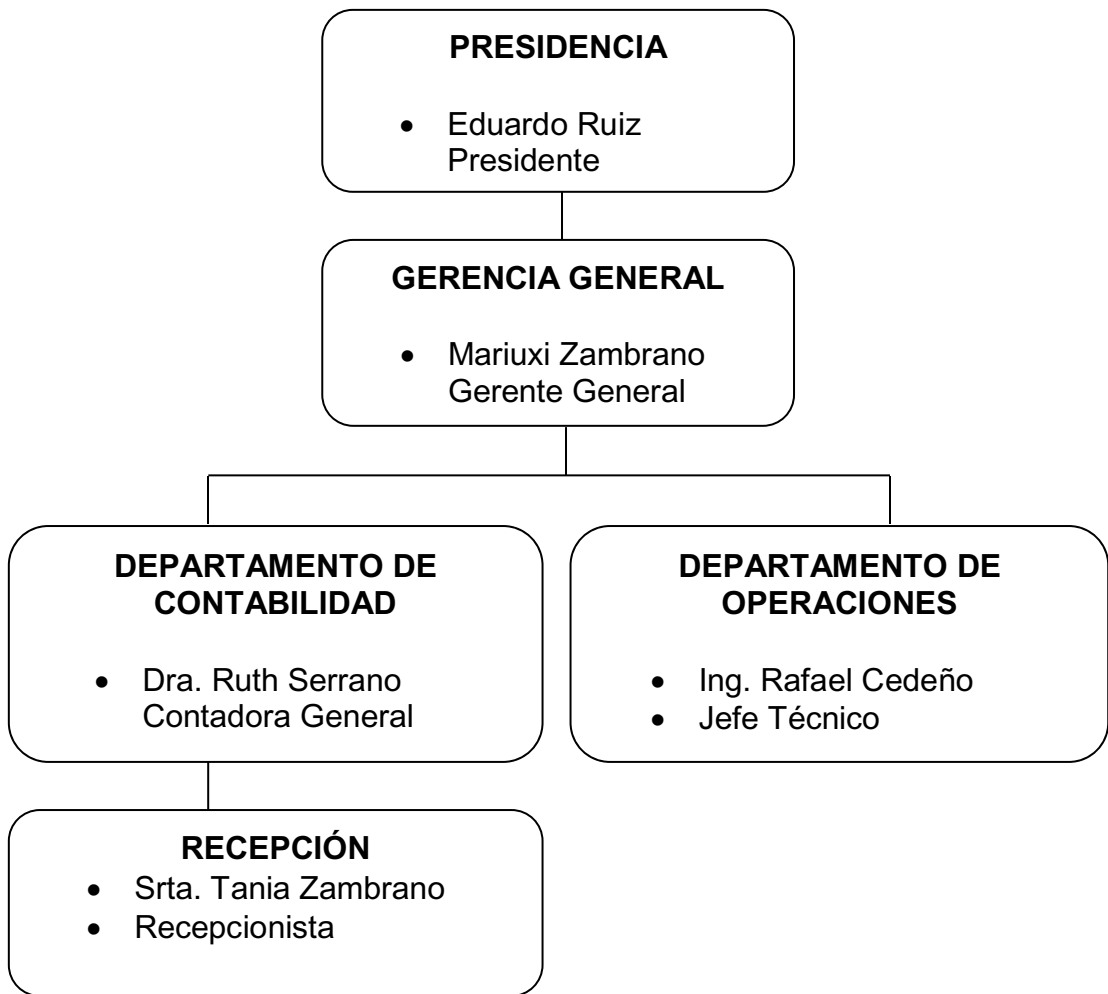 PRESIDENCIA
• Eduardo Ruiz
Presidente
GERENCIA GENERAL
• Mariuxi Zambrano
Gerente General
DEPARTAMENTO DE
CONTABILIDAD
• Dra. Ruth Serrano
Contadora General
DEPARTAMENTO DE
OPERACIONES
• Ing. Rafael Cedeño
• Jefe Técnico
RECEPCIÓN
• Srta. Tania Zambrano
• Recepcionista